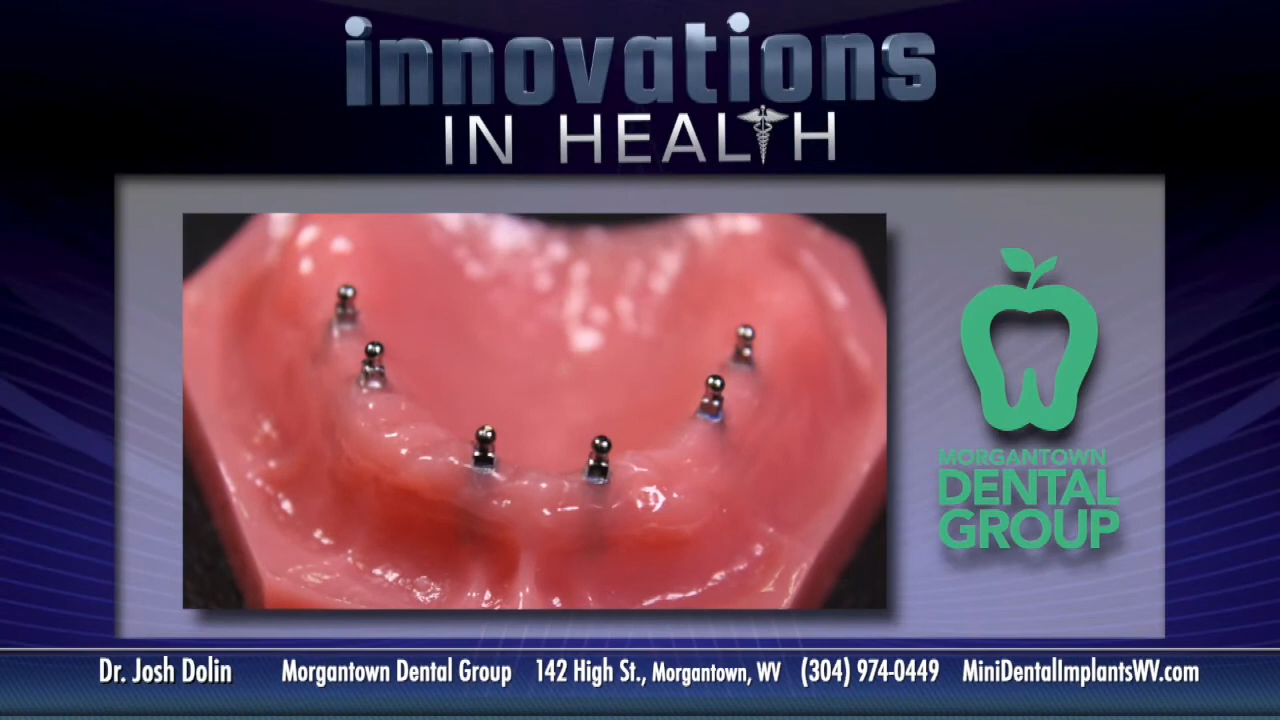 innovations
IN HEALTH
MORGANTOWN
DENTAL
GROUP
Dr. Josh Dolin Morgantown Dental Group 142 High St., Morgantown, WV (304) 974-0449 MiniDentalImplantsWV.com